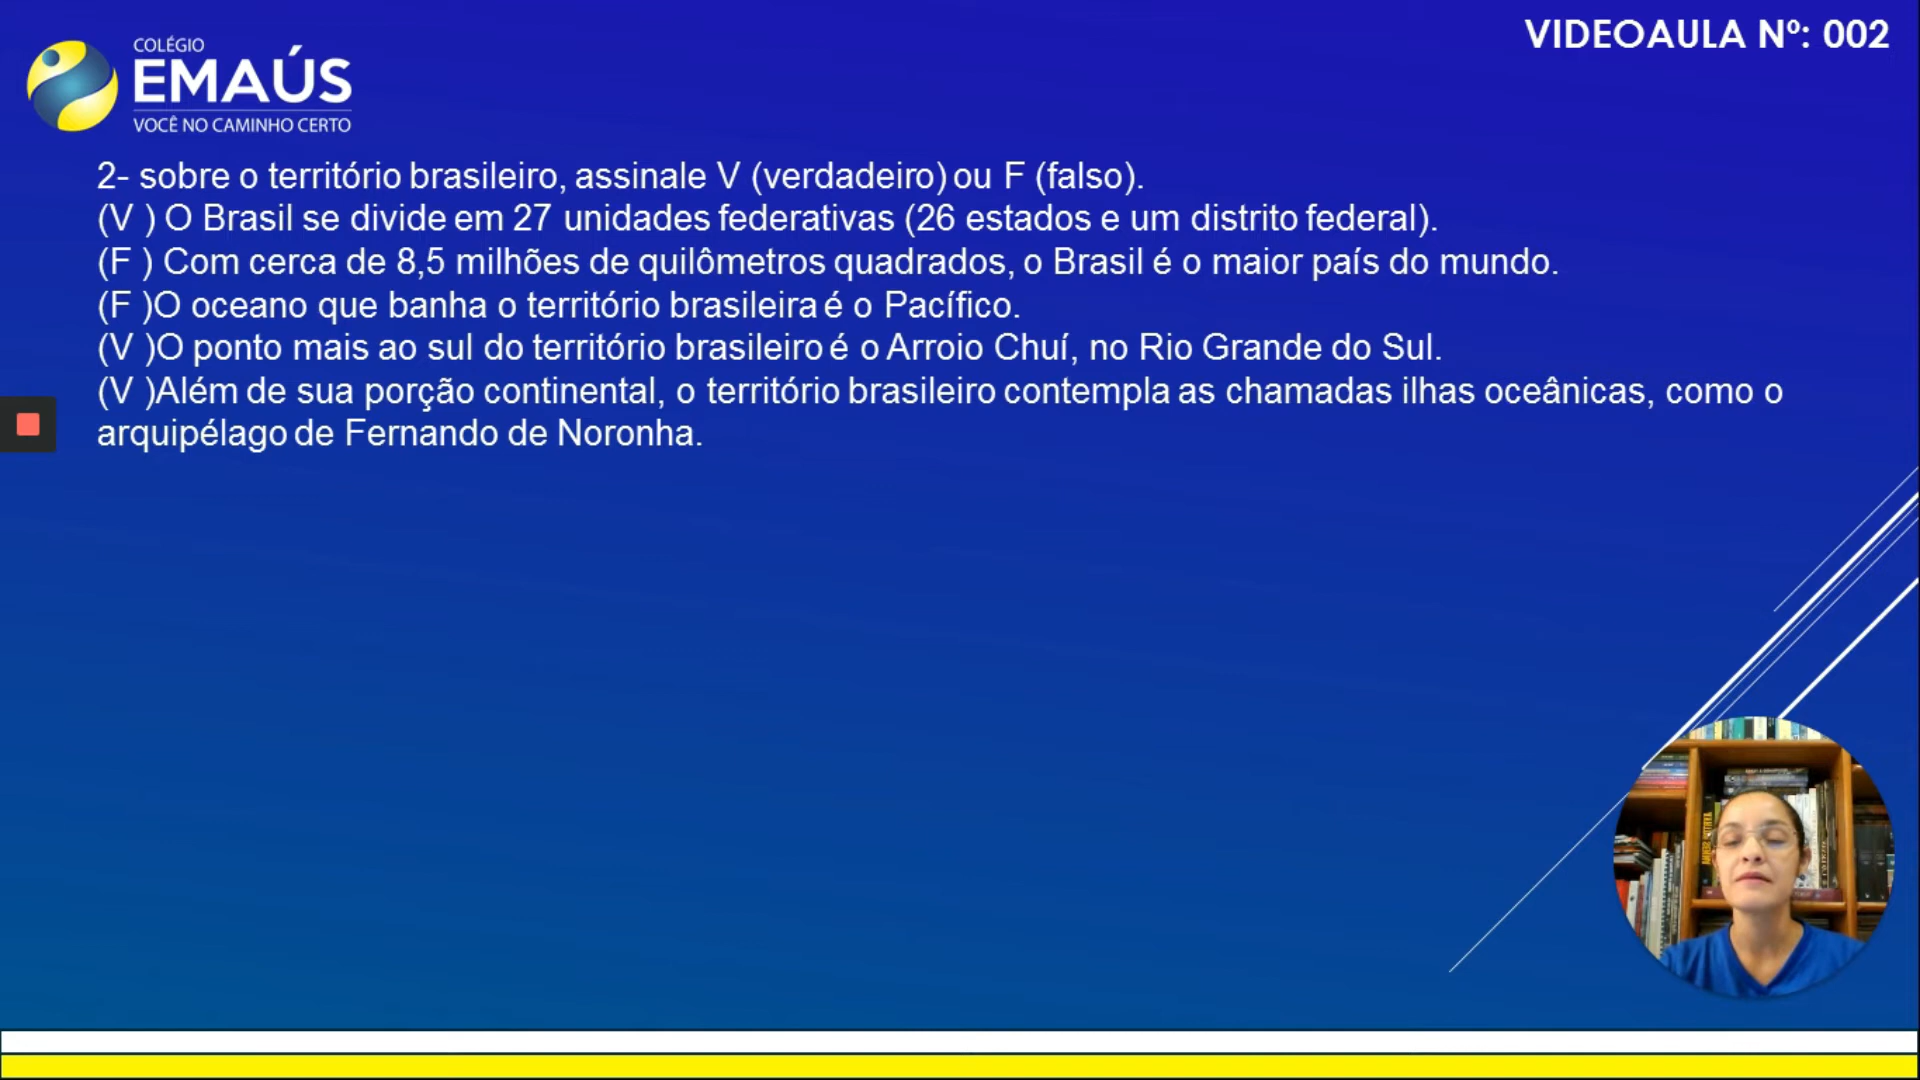 COLÉGIO
EMAÚS
VOCÊ NO CAMINHO CERTO
VIDEOAULA Nº: 002
2- sobre o território brasileiro, assinale V (verdadeiro) ou F (falso).
(V ) O Brasil se divide em 27 unidades federativas (26 estados e um distrito federal).
(F ) Com cerca de 8,5 milhões de quilômetros quadrados, o Brasil é o maior país do mundo.
(F )O oceano que banha o território brasileira é o Pacífico.
(V )O ponto mais ao sul do território brasileiro é o Arroio Chuí, no Rio Grande do Sul.
(V )Além de sua porção continental, o território brasileiro contempla as chamadas ilhas oceânicas, como o
arquipélago de Fernando de Noronha.